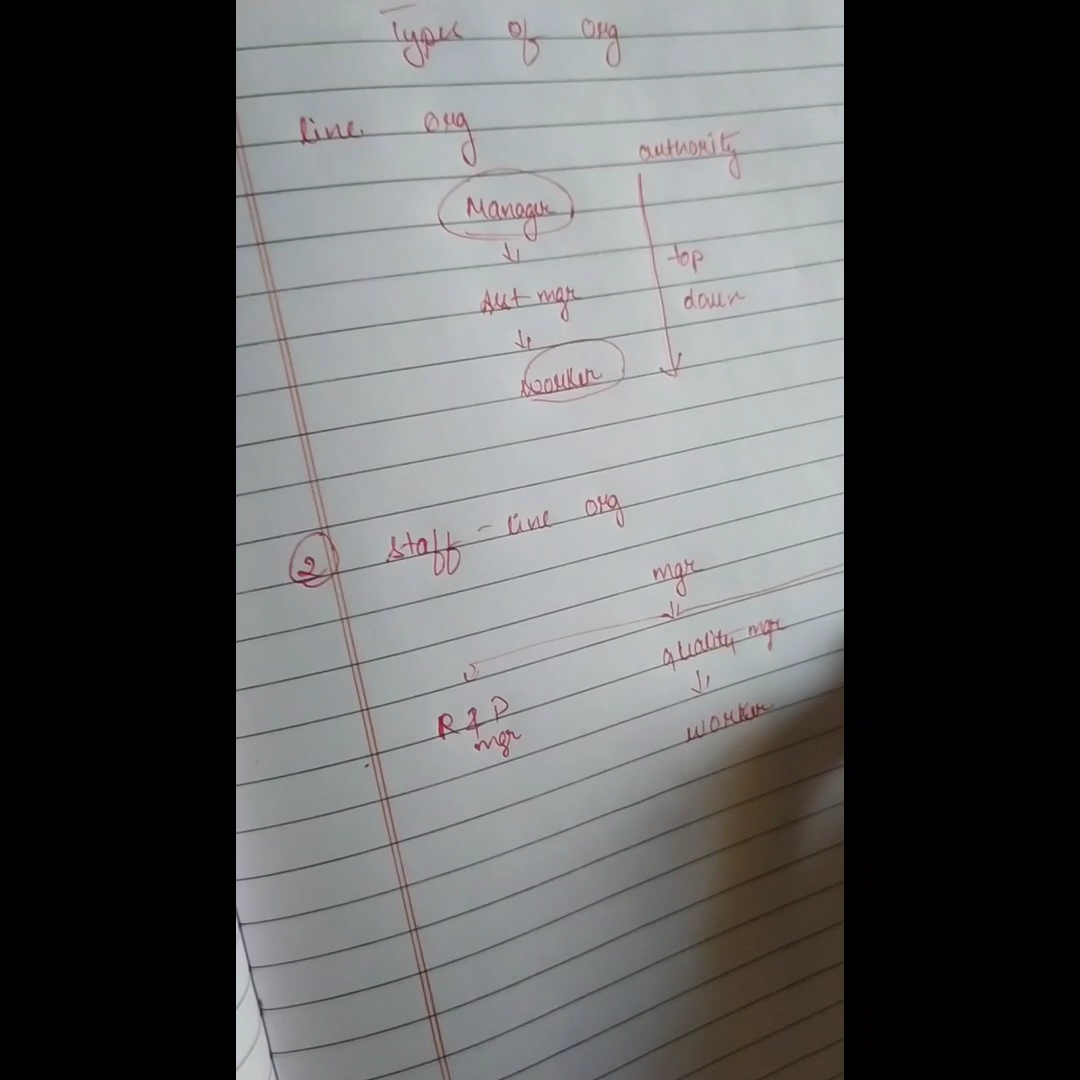 Types of org
line org
authority
Manager
top
down
Asst mgr
worker
2 staff - line org
mgr
quality mgr
R & D
mgr
worker